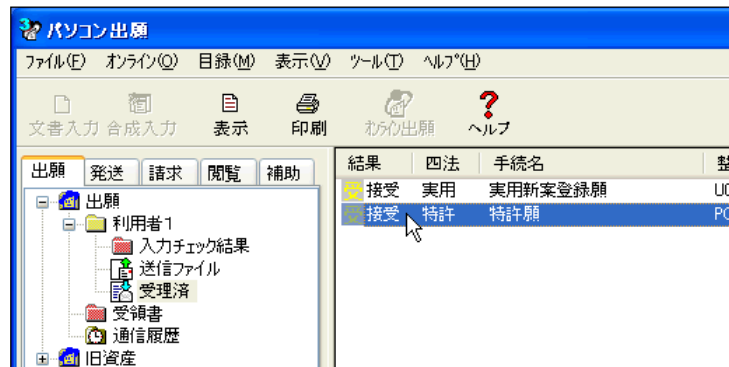 パソコン出願
ファイル(F) オンライン(O) 目録(M) 表示(V) ツール(T) ヘルプ(H)
文書入力 合成入力 表示 印刷 オンライン出願 ヘルプ
出願 発送 請求 閲覧 補助
結果 四法 手続名
受 接受 実用 実用新案登録願
受 接受 特許 特許願
出願
利用者1
入力チェック結果
送信ファイル
受理済
受領書
通信履歴
旧資産